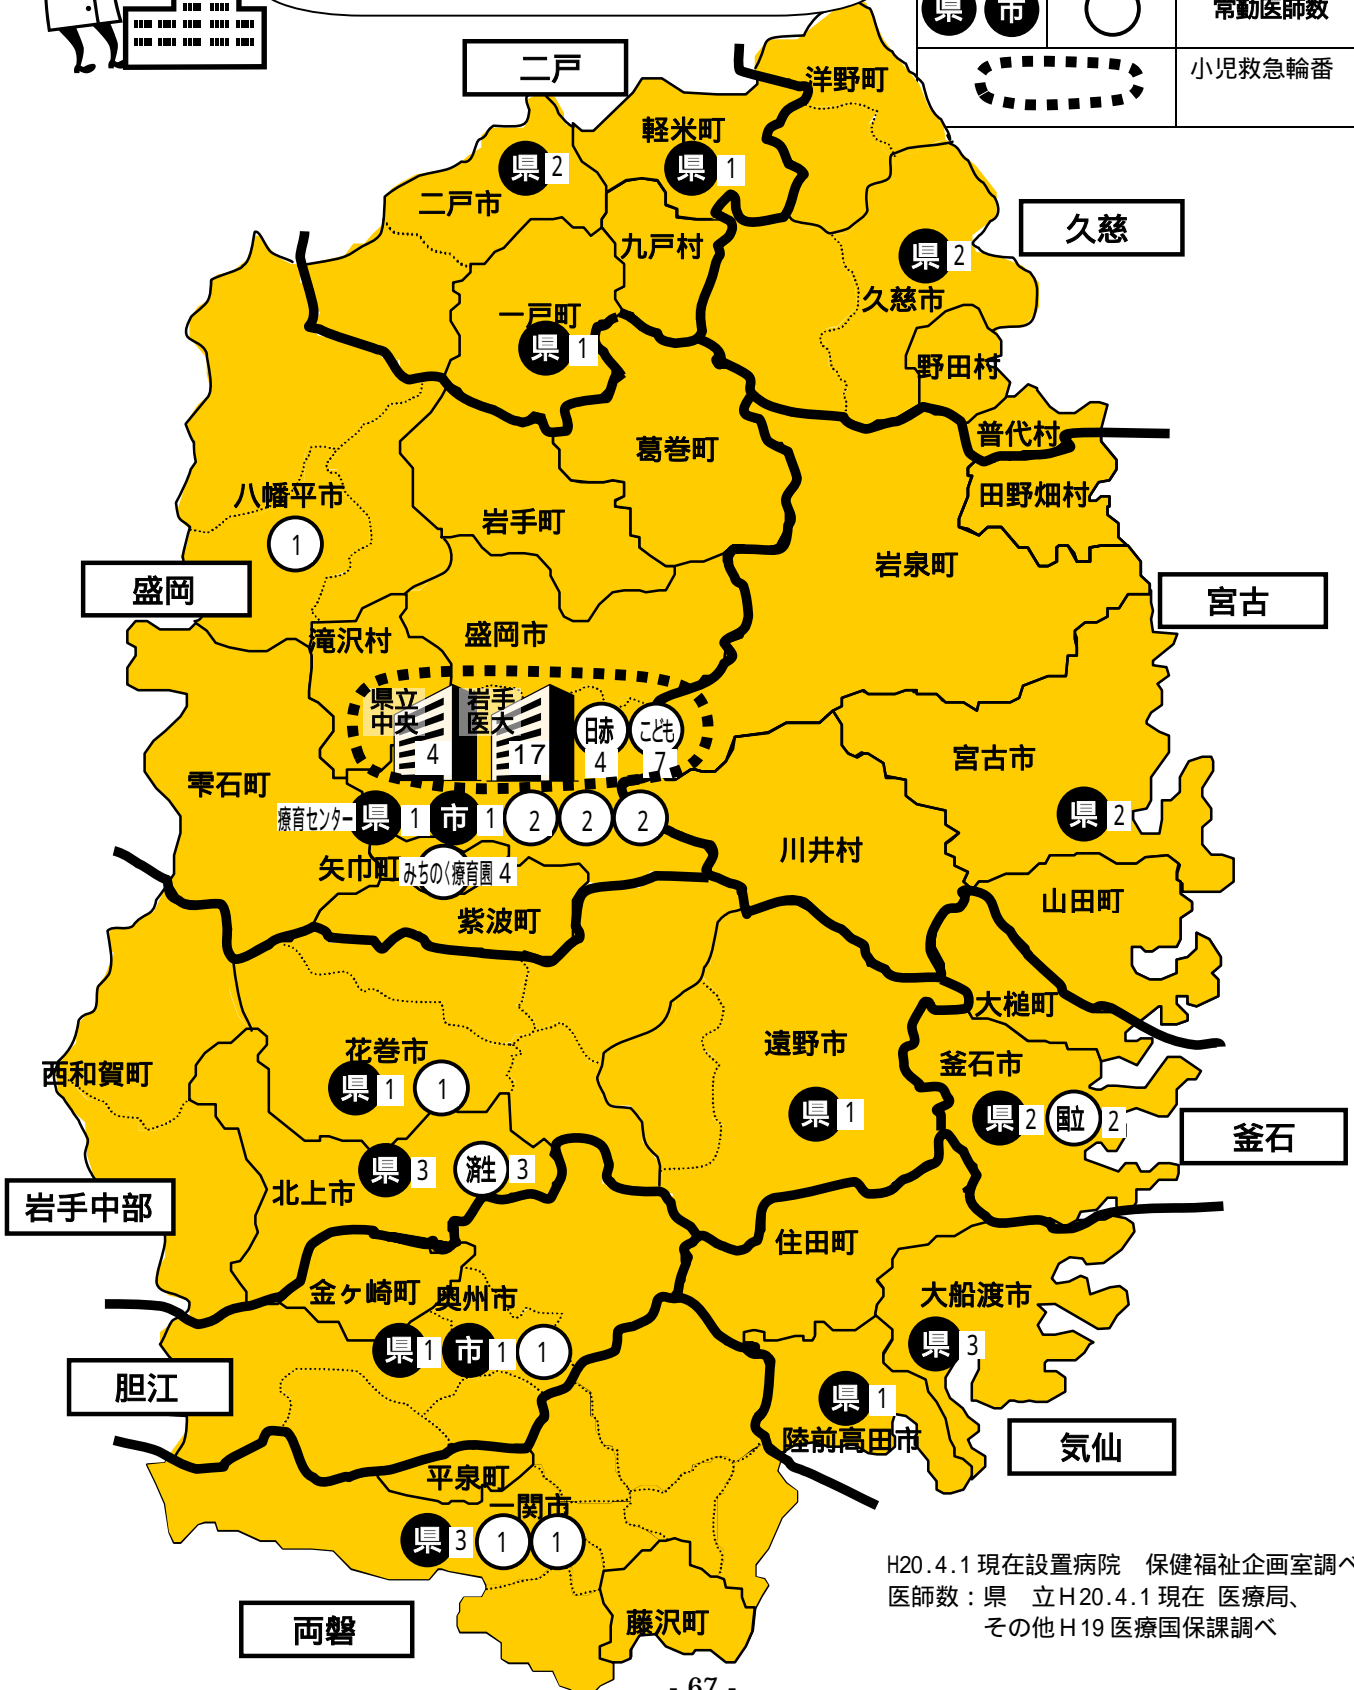 県 市
常勤医師数
小児救急輪番
二戸
洋野町
軽米町
県 1
県 2
二戸市
九戸村
久慈
県 2
久慈市
一戸町
県 1
野田村
葛巻町
普代村
八幡平市
1
岩手町
田野畑村
岩泉町
盛岡
宮古
滝沢村
盛岡市
県立
中央
4
岩手
医大
17
日赤
4
こども
7
雫石町
宮古市
県 2
療育センター 県 1 市 1 2 2 2
川井村
矢巾町 みちのく療育園 4
山田町
紫波町
大槌町
遠野市
県 1
花巻市
県 1 1
釜石市
県 2 国立 2
西和賀町
釜石
県 3 済生 3
北上市
岩手中部
住田町
金ヶ崎町 奥州市
県 1 市 1 1
大船渡市
県 3
胆江
県 1
陸前高田市
気仙
平泉町
一関市
県 3 1 1
両磐
藤沢町
H20.4.1現在設置病院 保健福祉企画室調べ
医師数：県 立H20.4.1現在 医療局、
その他H19医療国保課調べ
- 67 -